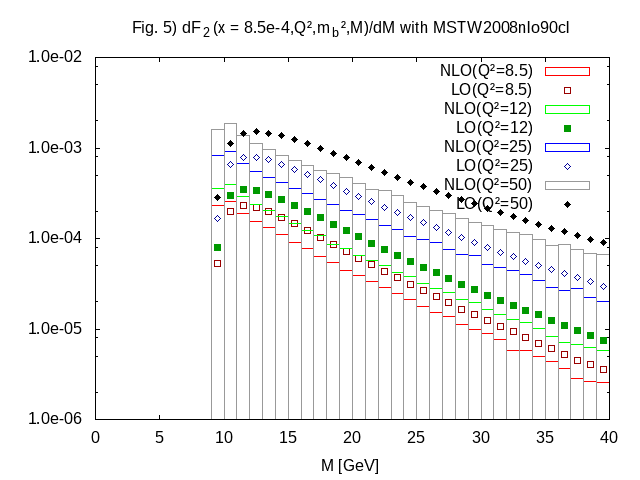 Fig. 5) dF2(x = 8.5e-4,Q²,mb²,M)/dM with MSTW2008nlo90cl
1.0e-02
NLO(Q²=8.5)
LO(Q²=8.5)
NLO(Q²=12)
LO(Q²=12)
1.0e-03
NLO(Q²=25)
LO(Q²=25)
NLO(Q²=50)
LO(Q²=50)
1.0e-04
1.0e-05
1.0e-06
0 5 10 15 20 25 30 35 40
M [GeV]